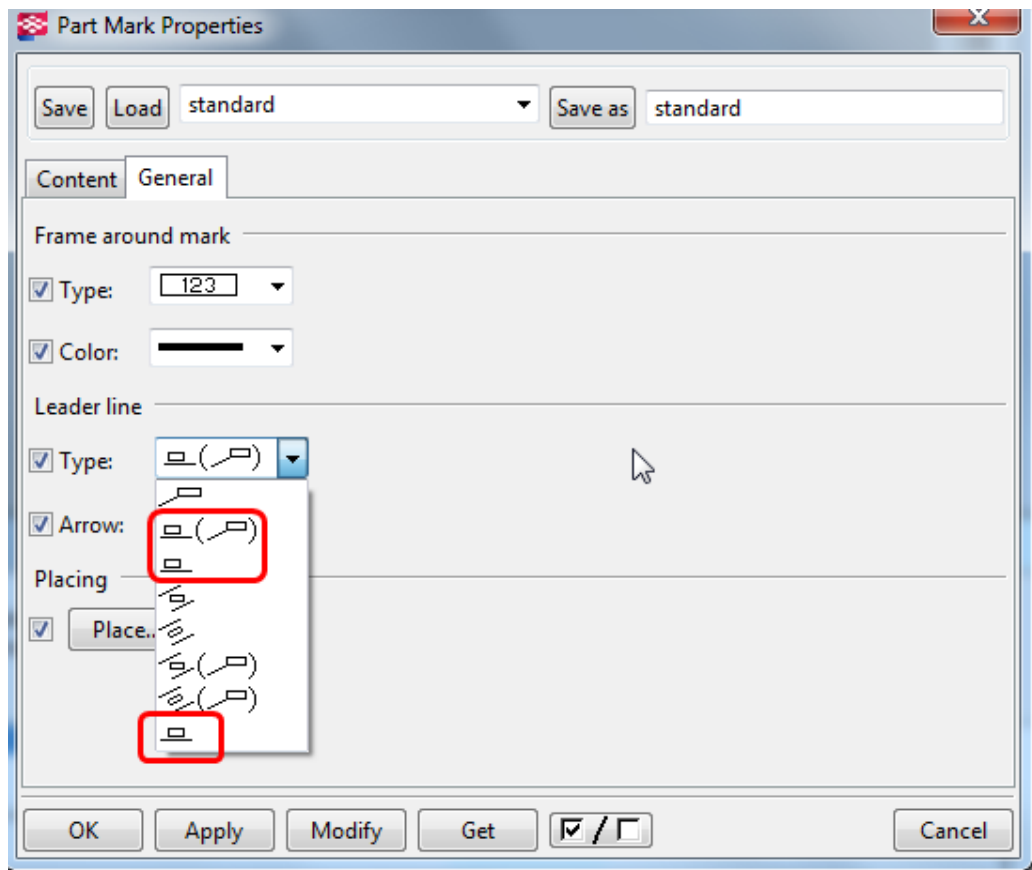 Part Mark Properties
Save Load standard Save as standard
Content General
Frame around mark
Type: 123
Color:
Leader line
Type:
Arrow:
Placing
Place..
OK Apply Modify Get Cancel